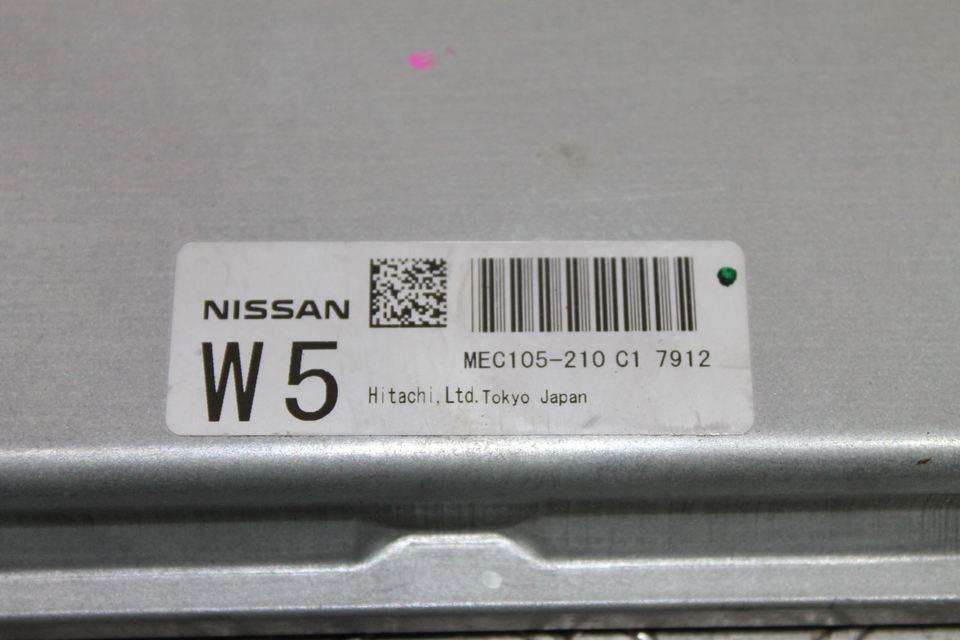 NISSAN
W5
MEC105-210 C1 7912
Hitachi,Ltd.Tokyo Japan